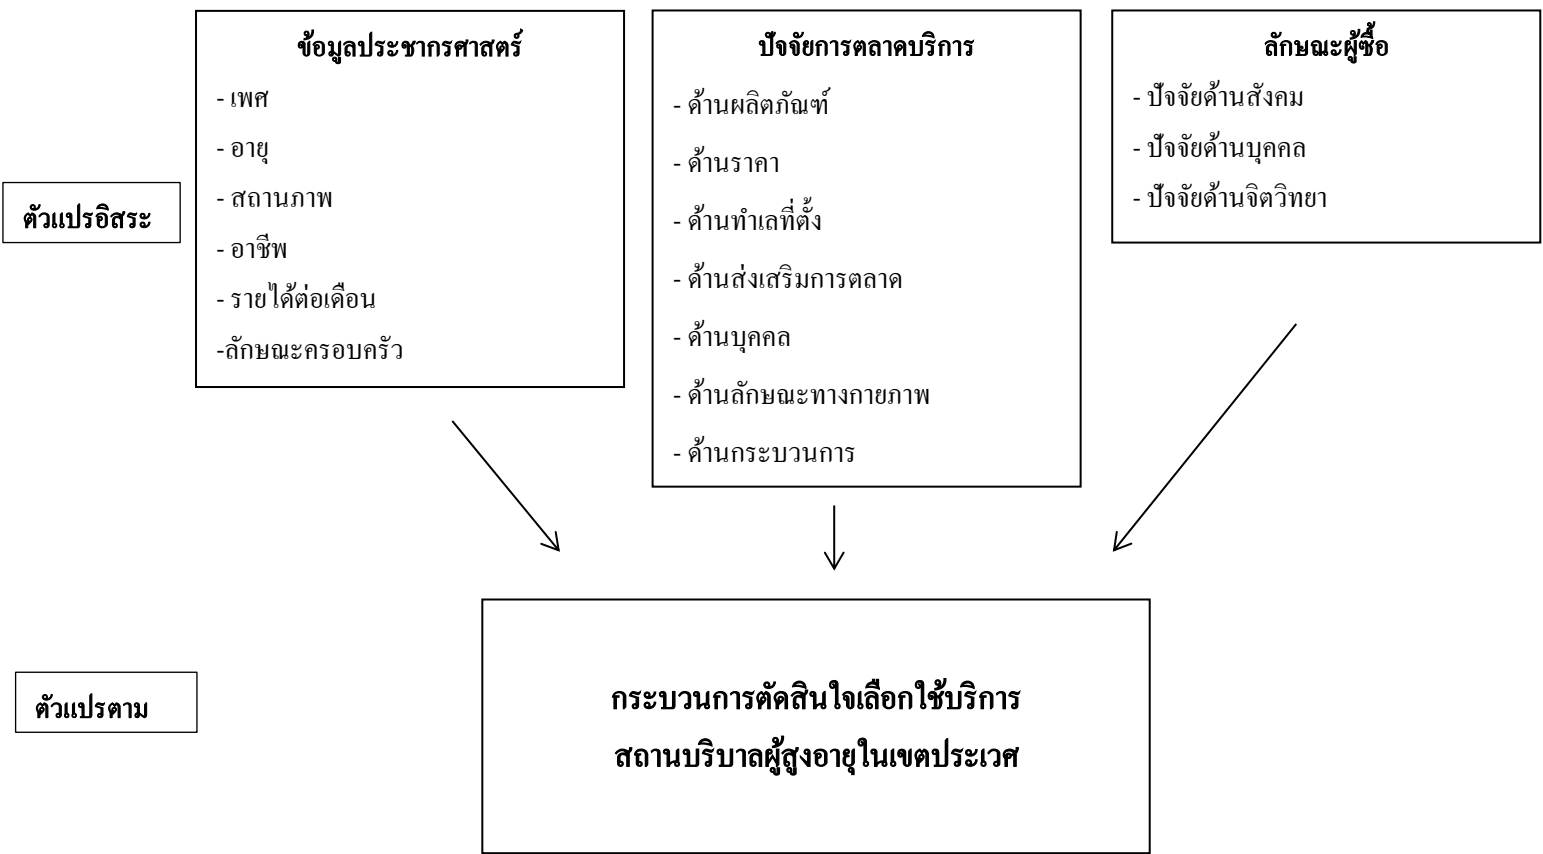 ข้อมูลประชากรศาสตร์
- เพศ
- อายุ
- สถานภาพ
- อาชีพ
- รายได้ต่อเดือน
-ลักษณะครอบครัว
ปัจจัยการตลาดบริการ
- ด้านผลิตภัณฑ์
- ด้านราคา
- ด้านทำเลที่ตั้ง
- ด้านส่งเสริมการตลาด
- ด้านบุคคล
- ด้านลักษณะทางกายภาพ
- ด้านกระบวนการ
ลักษณะผู้ซื้อ
- ปัจจัยด้านสังคม
- ปัจจัยด้านบุคคล
- ปัจจัยด้านจิตวิทยา
ตัวแปรอิสระ
ตัวแปรตาม
กระบวนการตัดสินใจเลือกใช้บริการ
สถานบริบาลผู้สูงอายุในเขตประเวศ